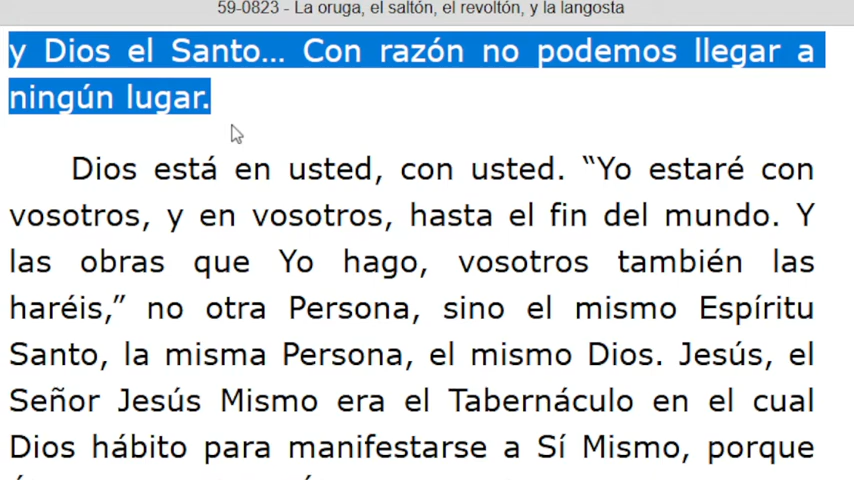 59-0823 - La oruga, el saltón, el revoltón, y la langosta
y Dios el Santo… Con razón no podemos llegar a
ningún lugar.
Dios está en usted, con usted. “Yo estaré con
vosotros, y en vosotros, hasta el fin del mundo. Y
las obras que Yo hago, vosotros también las
haréis,” no otra Persona, sino el mismo Espíritu
Santo, la misma Persona, el mismo Dios. Jesús, el
Señor Jesús Mismo era el Tabernáculo en el cual
Dios hábito para manifestarse a Sí Mismo, porque